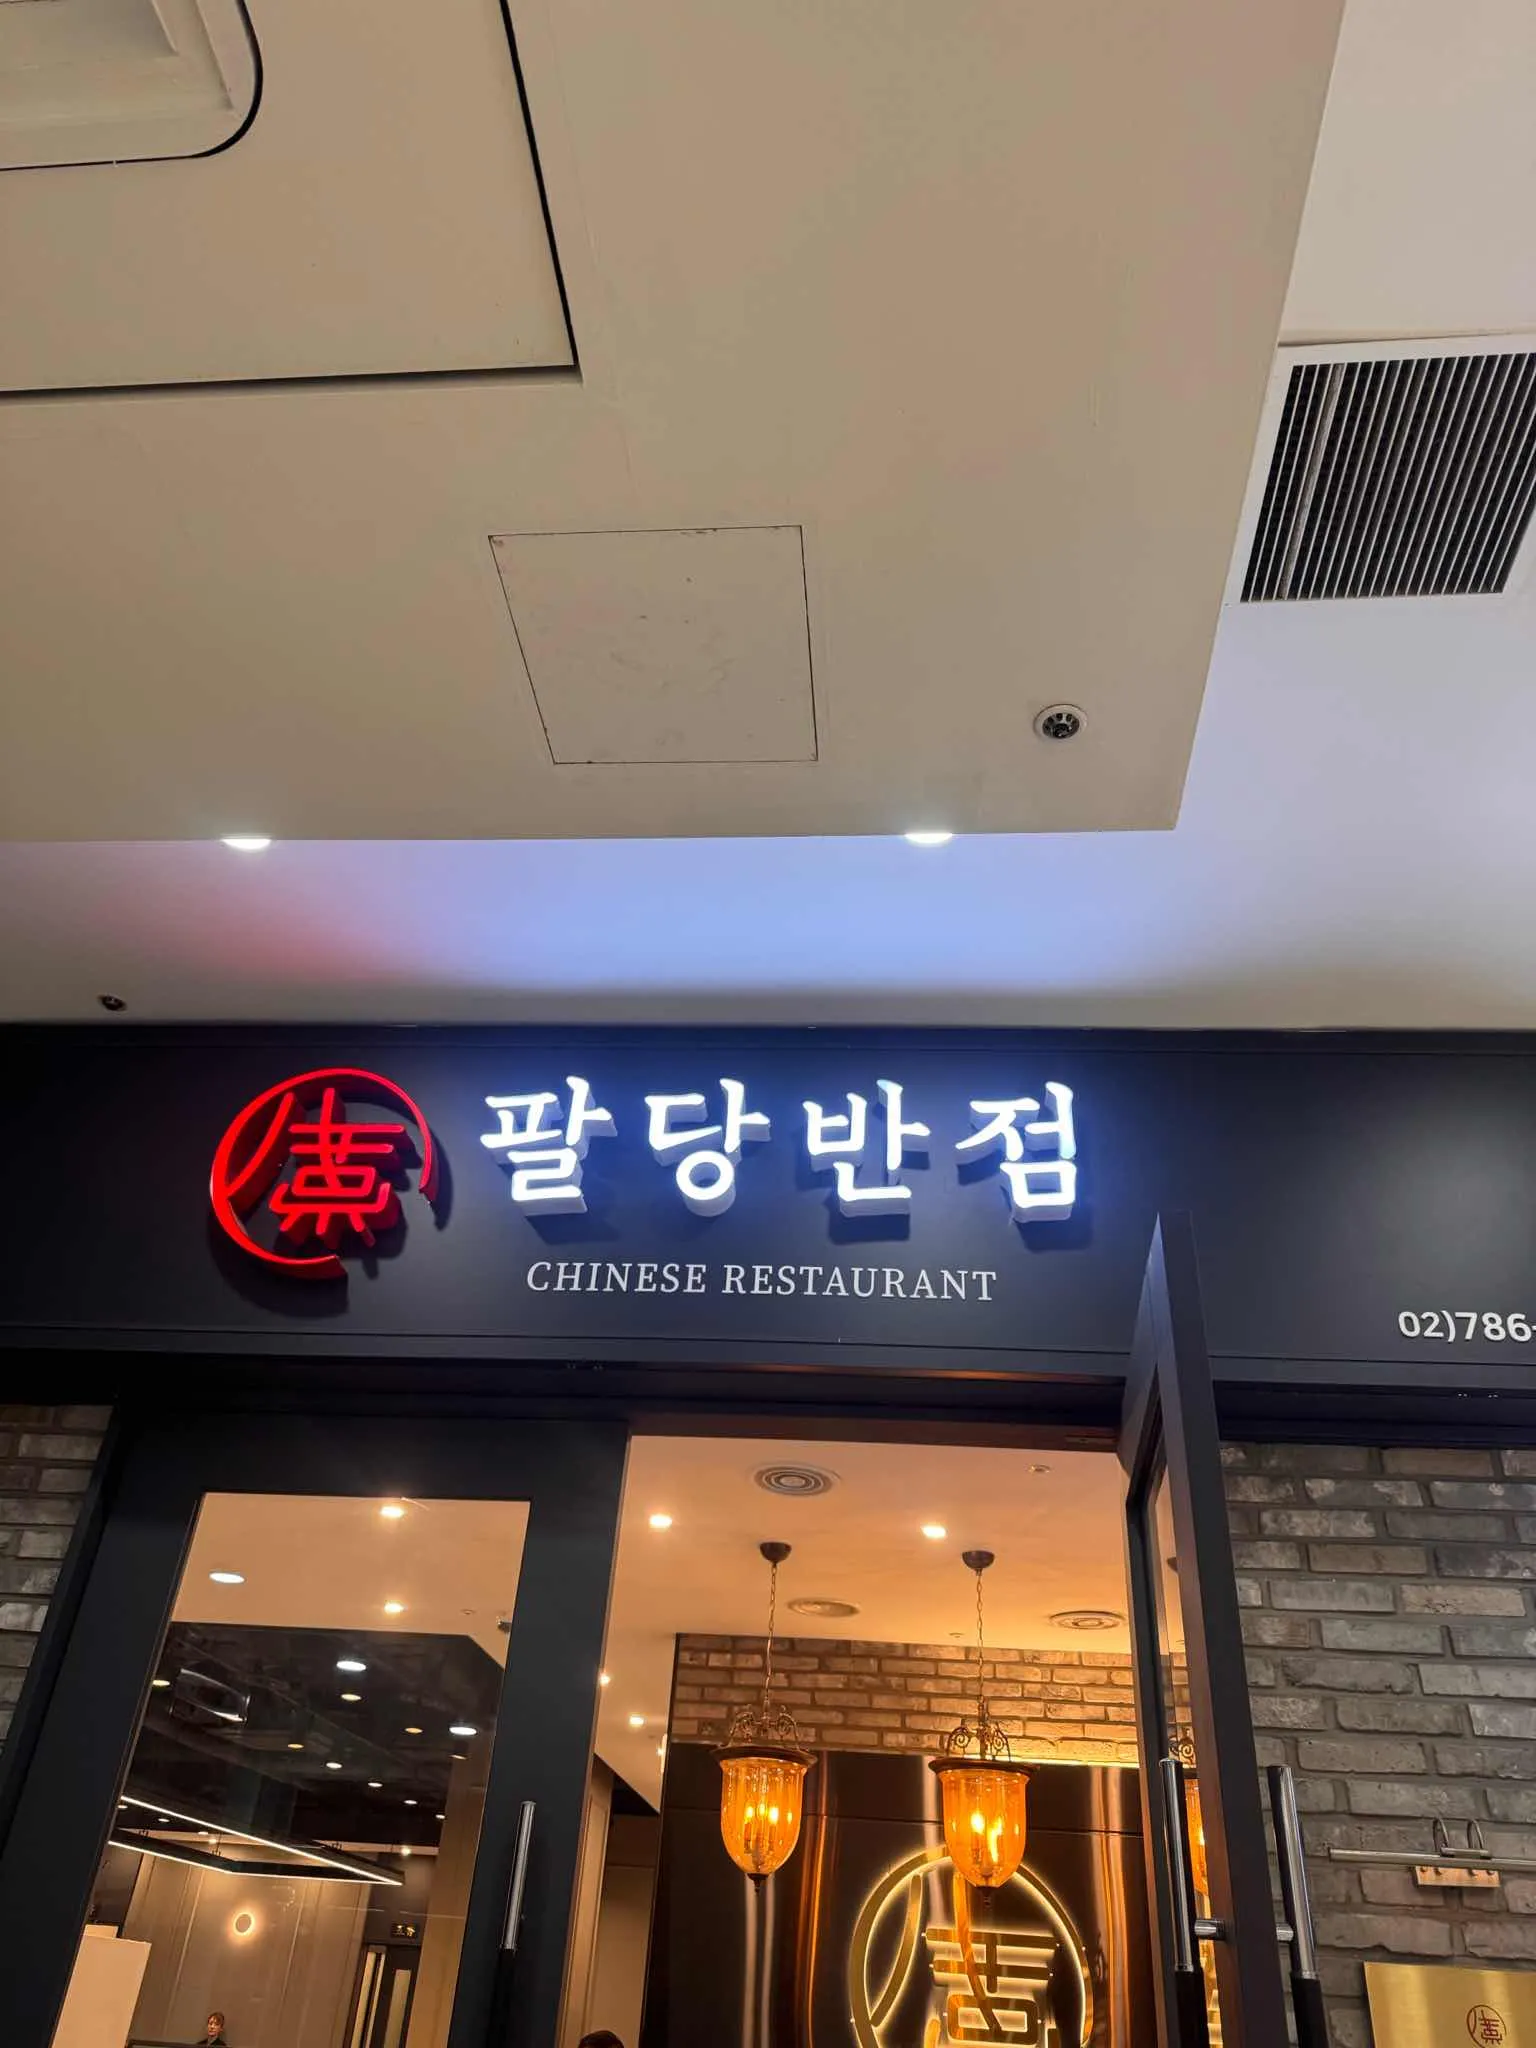 팔당반점
CHINESE RESTAURANT
02)786-